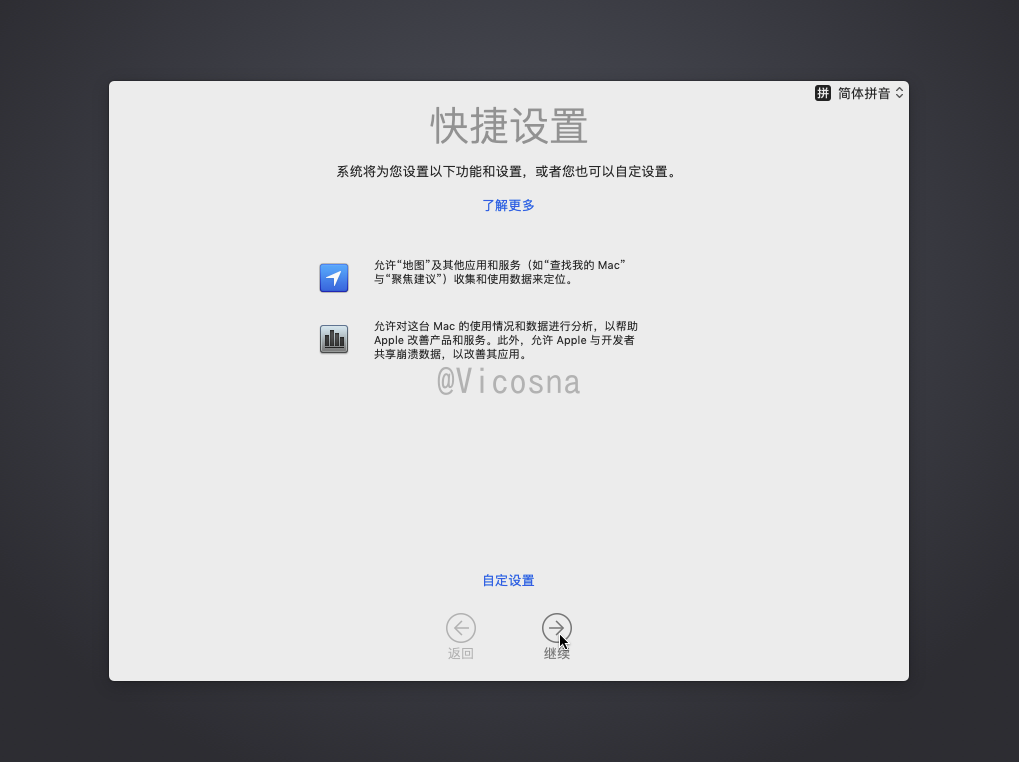 拼 简体拼音
快捷设置
系统将为您设置以下功能和设置，或者您也可以自定设置。
了解更多
允许“地图”及其他应用和服务（如“查找我的 Mac”
与“聚焦建议”）收集和使用数据来定位。
允许对这台 Mac 的使用情况和数据进行分析，以帮助
Apple 改善产品和服务。此外，允许 Apple 与开发者
共享崩溃数据，以改善其应用。
@Vicosna
自定设置
返回 继续